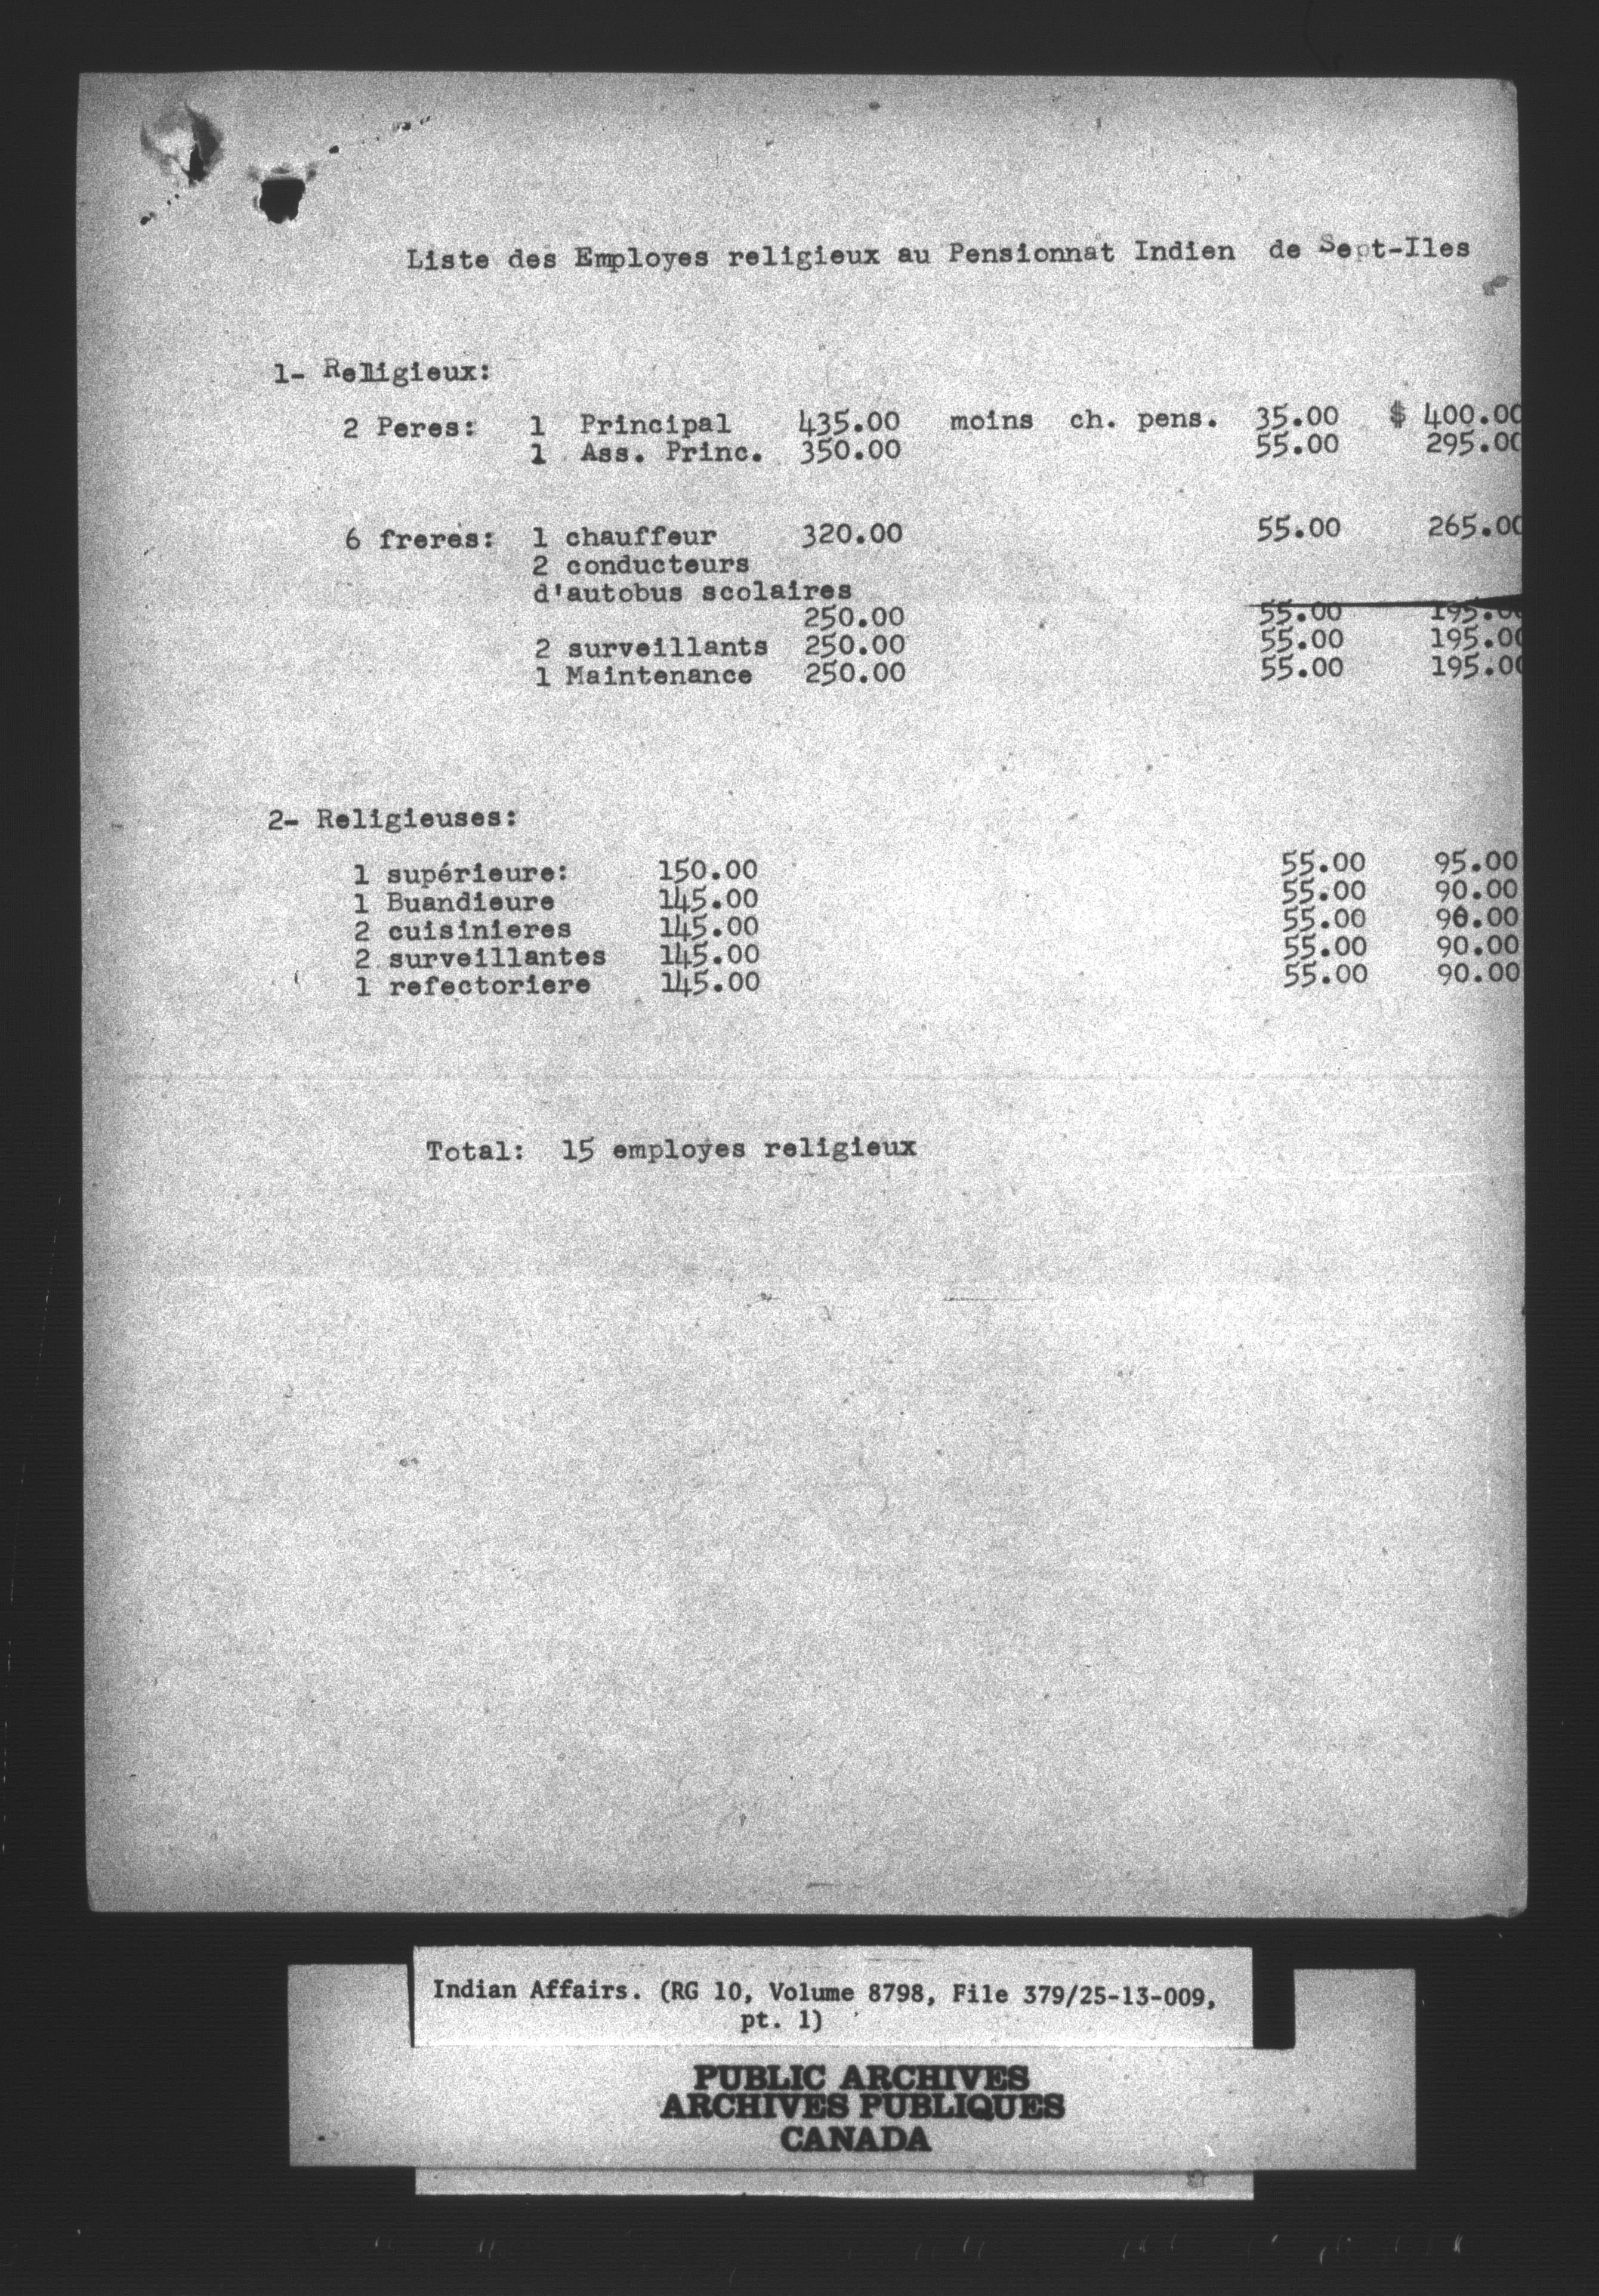 Liste des Employes religieux au Pensionnat Indien de Sept-Iles
1- Religieux:
2 Peres: 1 Principal 435.00 moins ch. pens. 35.00 $ 400.00
1 Ass. Princ. 350.00 55.00 295.00
6 freres: 1 chauffeur 320.00 55.00 265.00
2 conducteurs
d'autobus scolaires
250.00 55.00 195.00
2 surveillants 250.00 55.00 195.00
1 Maintenance 250.00 55.00 195.00
2- Religieuses:
1 supérieure: 150.00 55.00 95.00
1 Buandieure 145.00 55.00 90.00
2 cuisinieres 145.00 55.00 90.00
2 surveillantes 145.00 55.00 90.00
1 refectoriere 145.00 55.00 90.00
Total: 15 employes religieux
Indian Affairs. (RG 10, Volume 8798, File 379/25-13-009,
pt. 1)
PUBLIC ARCHIVES
ARCHIVES PUBLIQUES
CANADA